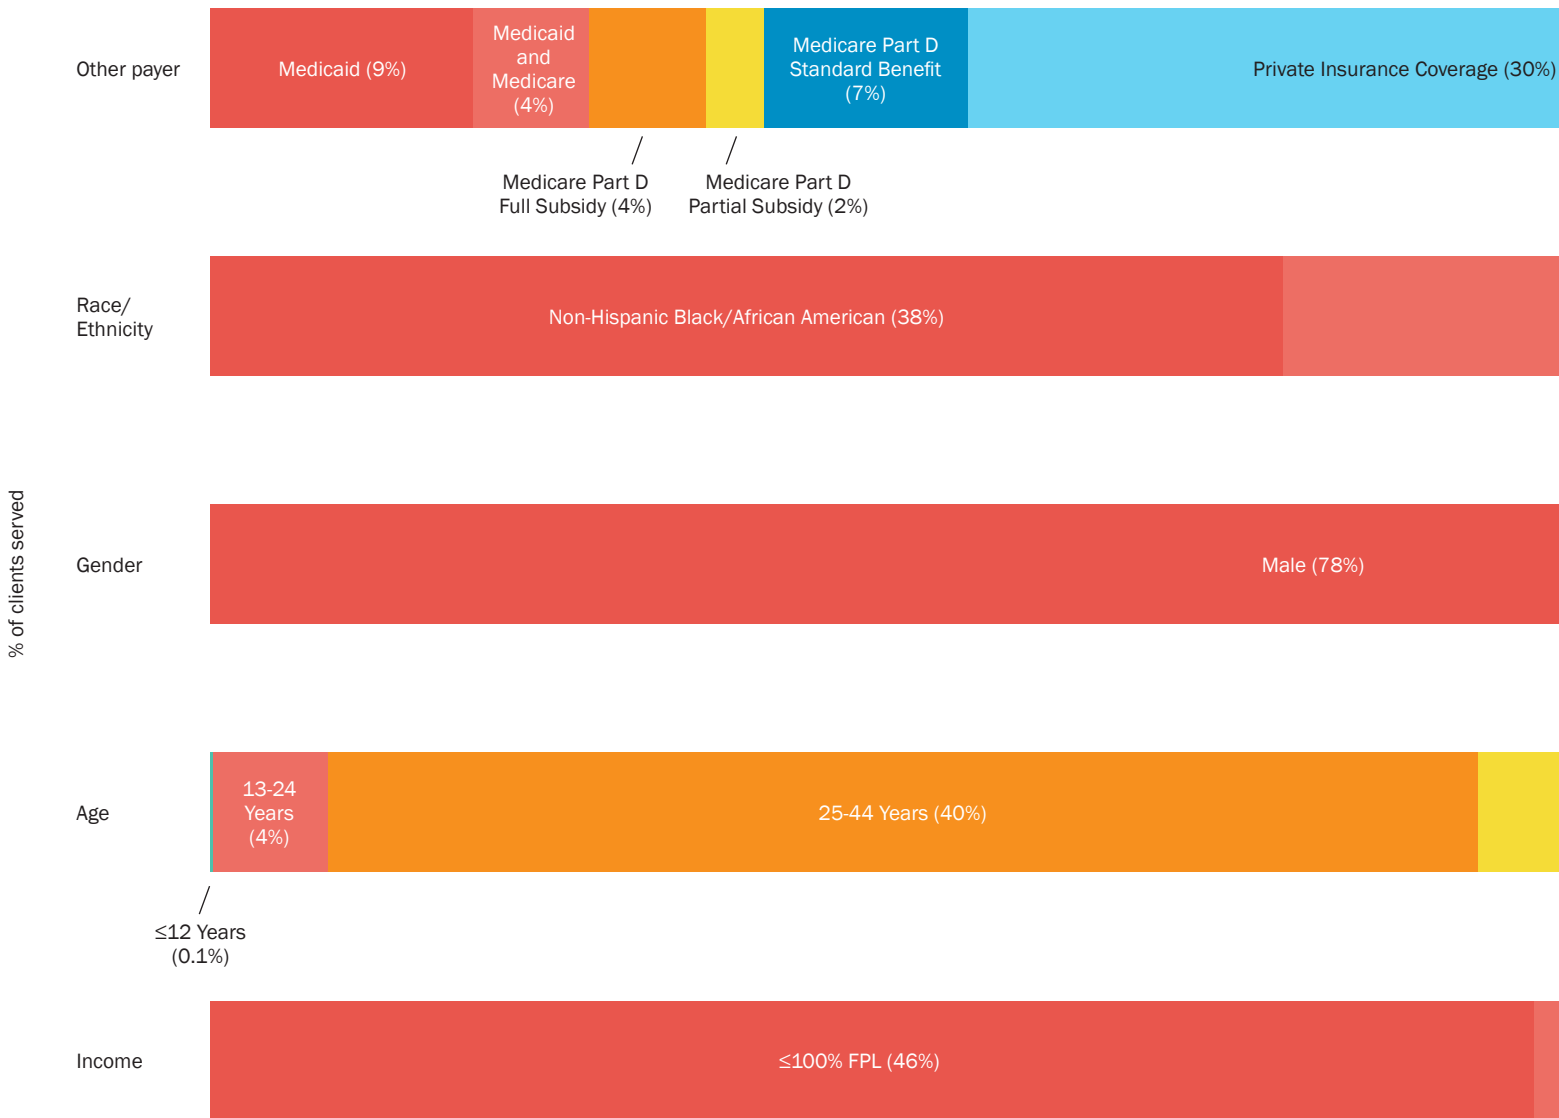 Other payer
Medicaid (9%)
Medicaid
and
Medicare
(4%)
Medicare Part D
Standard Benefit
(7%)
Private Insurance Coverage (30%)
Medicare Part D
Full Subsidy (4%)
Medicare Part D
Partial Subsidy (2%)
Race/
Ethnicity
Non-Hispanic Black/African American (38%)
% of clients served
Gender
Male (78%)
Age
13-24
Years
(4%)
25-44 Years (40%)
≤12 Years
(0.1%)
Income
≤100% FPL (46%)